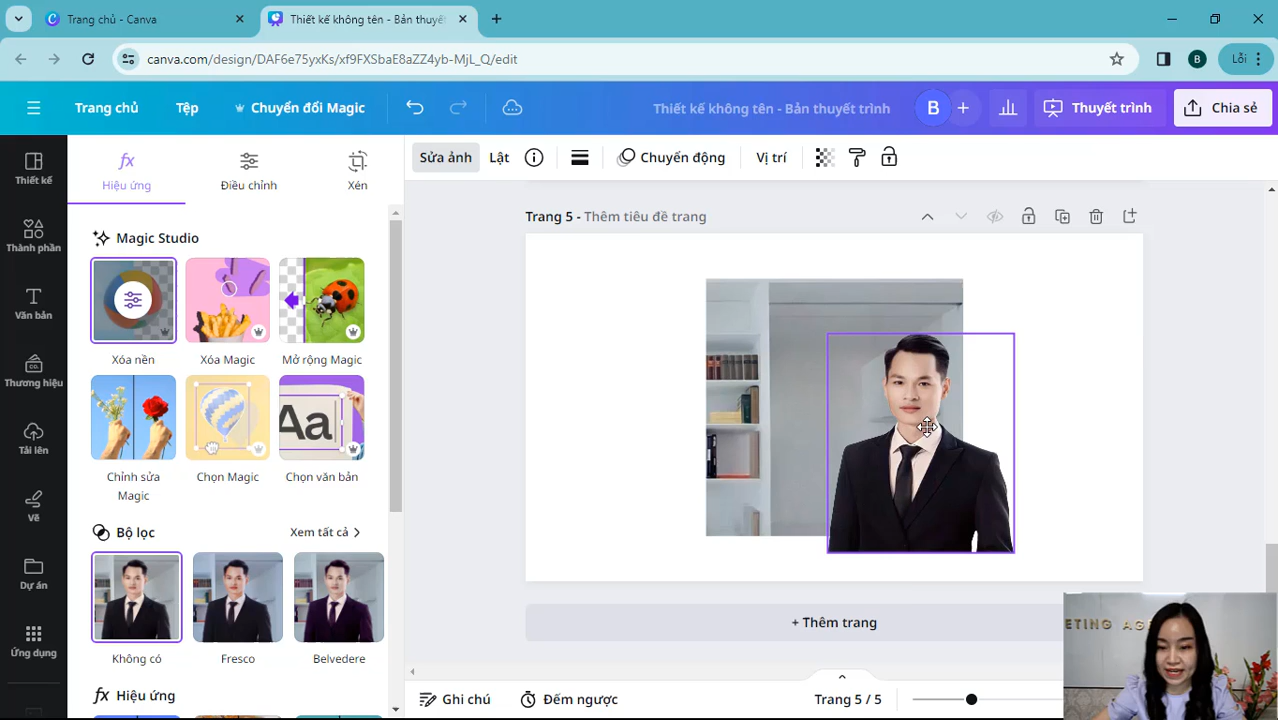 Trang chủ - Canva
Thiết kế không tên - Bản thuyết
canva.com/design/DAF6e75yxKs/xf9FXSbaE8aZZ4yb-MjL_Q/edit
B
Lỗi
Trang chủ
Tệp
Chuyển đổi Magic
Thiết kế không tên - Bản thuyết trình
B
Thuyết trình
Chia sẻ
Thiết kế
Thành phần
Văn bản
Thương hiệu
Tải lên
Vẽ
Dự án
Ứng dụng
Hiệu ứng
Điều chỉnh
Xén
Magic Studio
Xóa nền
Xóa Magic
Mở rộng Magic
Aa
Chỉnh sửa Magic
Chọn Magic
Chọn văn bản
Bộ lọc
Xem tất cả
Không có
Fresco
Belvedere
Hiệu ứng
Sửa ảnh
Lật
Chuyển động
Vị trí
Trang 5 - Thêm tiêu đề trang
+ Thêm trang
Ghi chú
Đếm ngược
Trang 5 / 5
ETING AGE